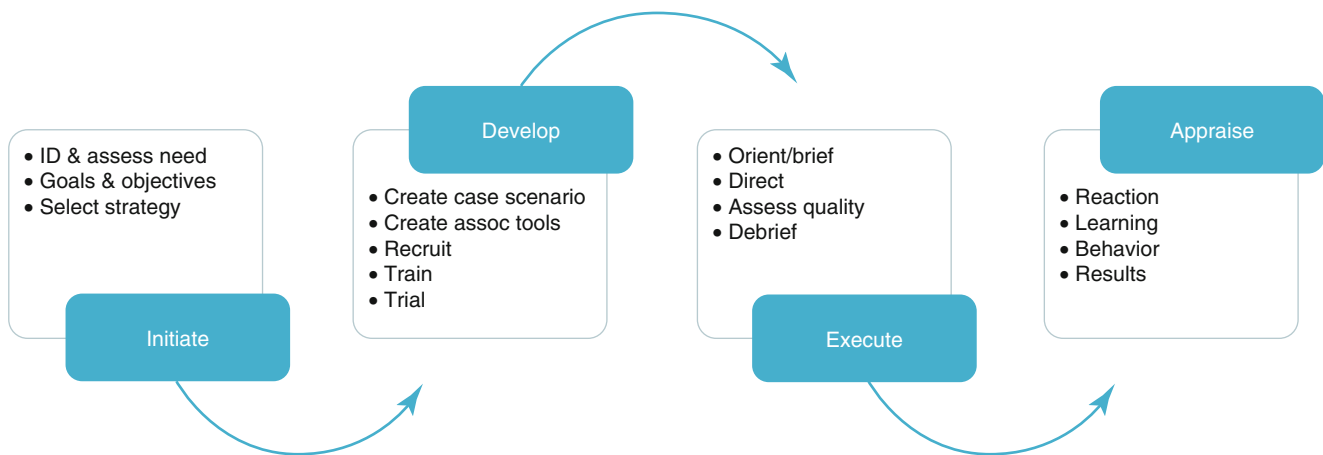 • ID & assess need
• Goals & objectives
• Select strategy
Initiate
Develop
• Create case scenario
• Create assoc tools
• Recruit
• Train
• Trial
• Orient/brief
• Direct
• Assess quality
• Debrief
Execute
Appraise
• Reaction
• Learning
• Behavior
• Results